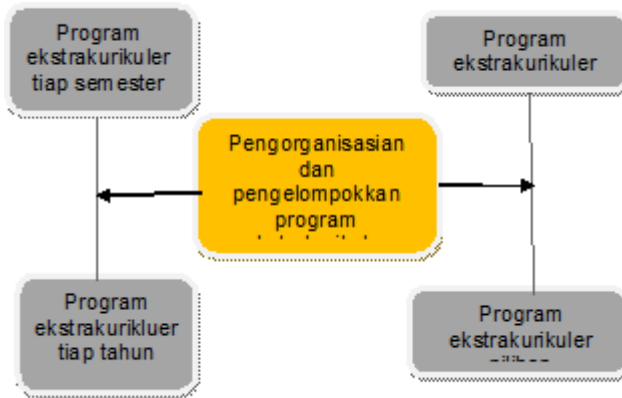 Program
ekstrakurikuler
tiap semester
Program
ekstrakurikuler
Pengorganisasian
dan
pengelompokkan
program
Program
ekstrakurikluer
tiap tahun
Program
ekstrakurikuler